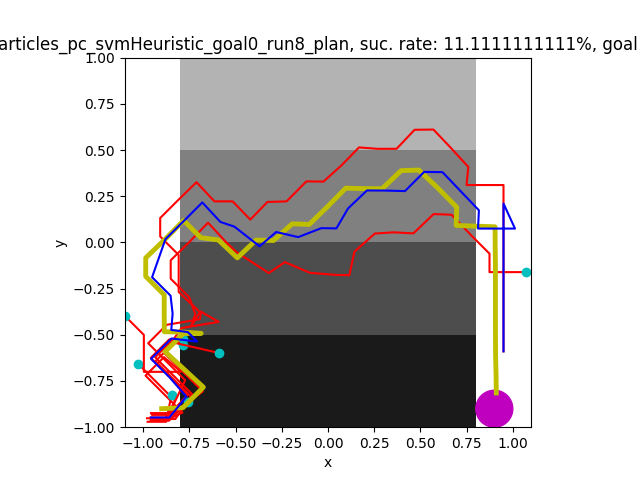 articles_pc_svmHeuristic_goal0_run8_plan, suc. rate: 11.1111111111%, goal
1.00
0.75
0.50
0.25
0.00
−0.25
−0.50
−0.75
−1.00
y
−1.00 −0.75 −0.50 −0.25 0.00 0.25 0.50 0.75 1.00
x